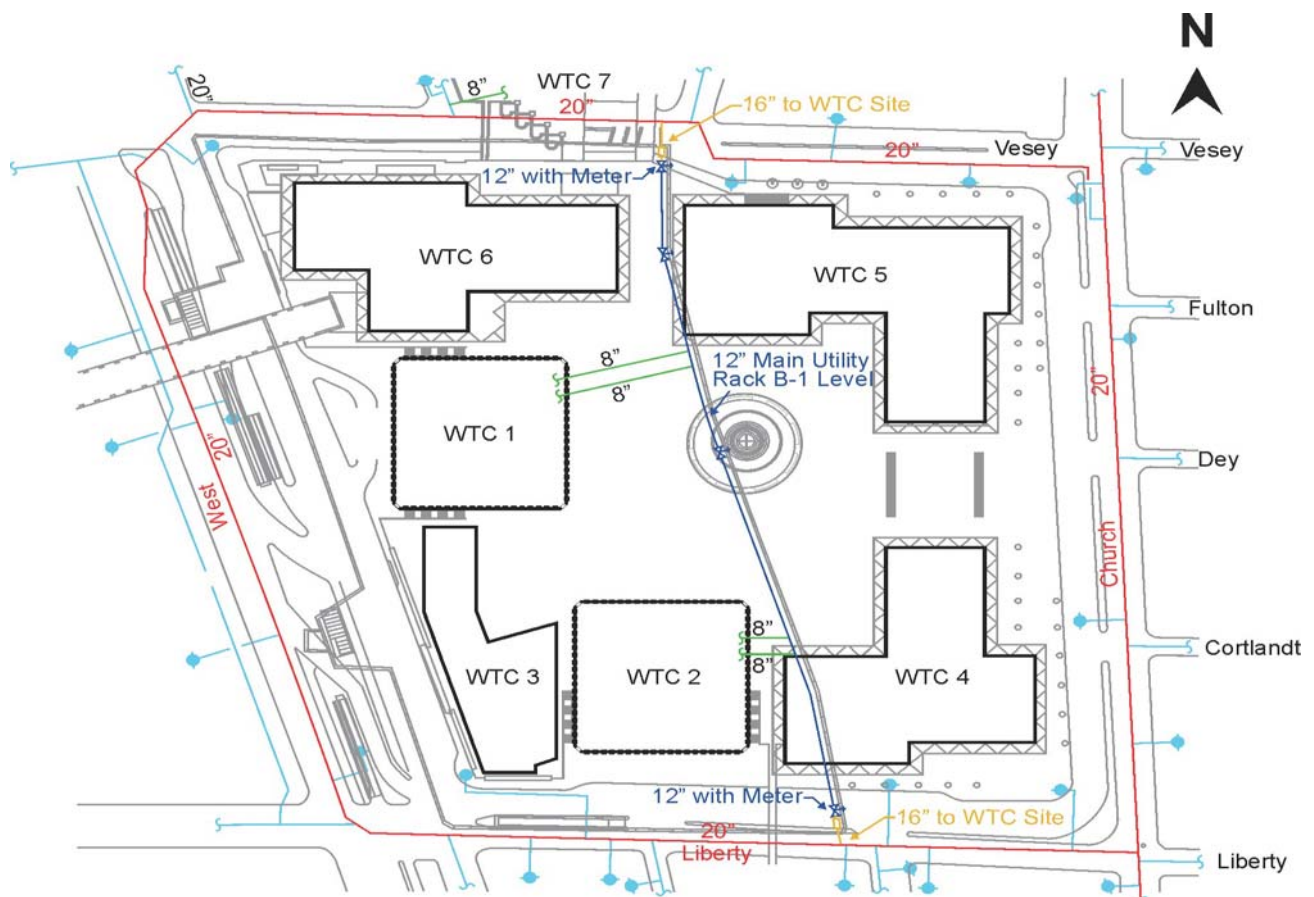 N
20"
8"
WTC 7
20"
16" to WTC Site
20"
Vesey
Vesey
12" with Meter
WTC 6
WTC 5
Fulton
8"
8"
12" Main Utility
Rack B-1 Level
20"
WTC 1
Dey
West
20"
Church
8"
8"
Cortlandt
WTC 3
WTC 2
WTC 4
12" with Meter
16" to WTC Site
20"
Liberty
Liberty